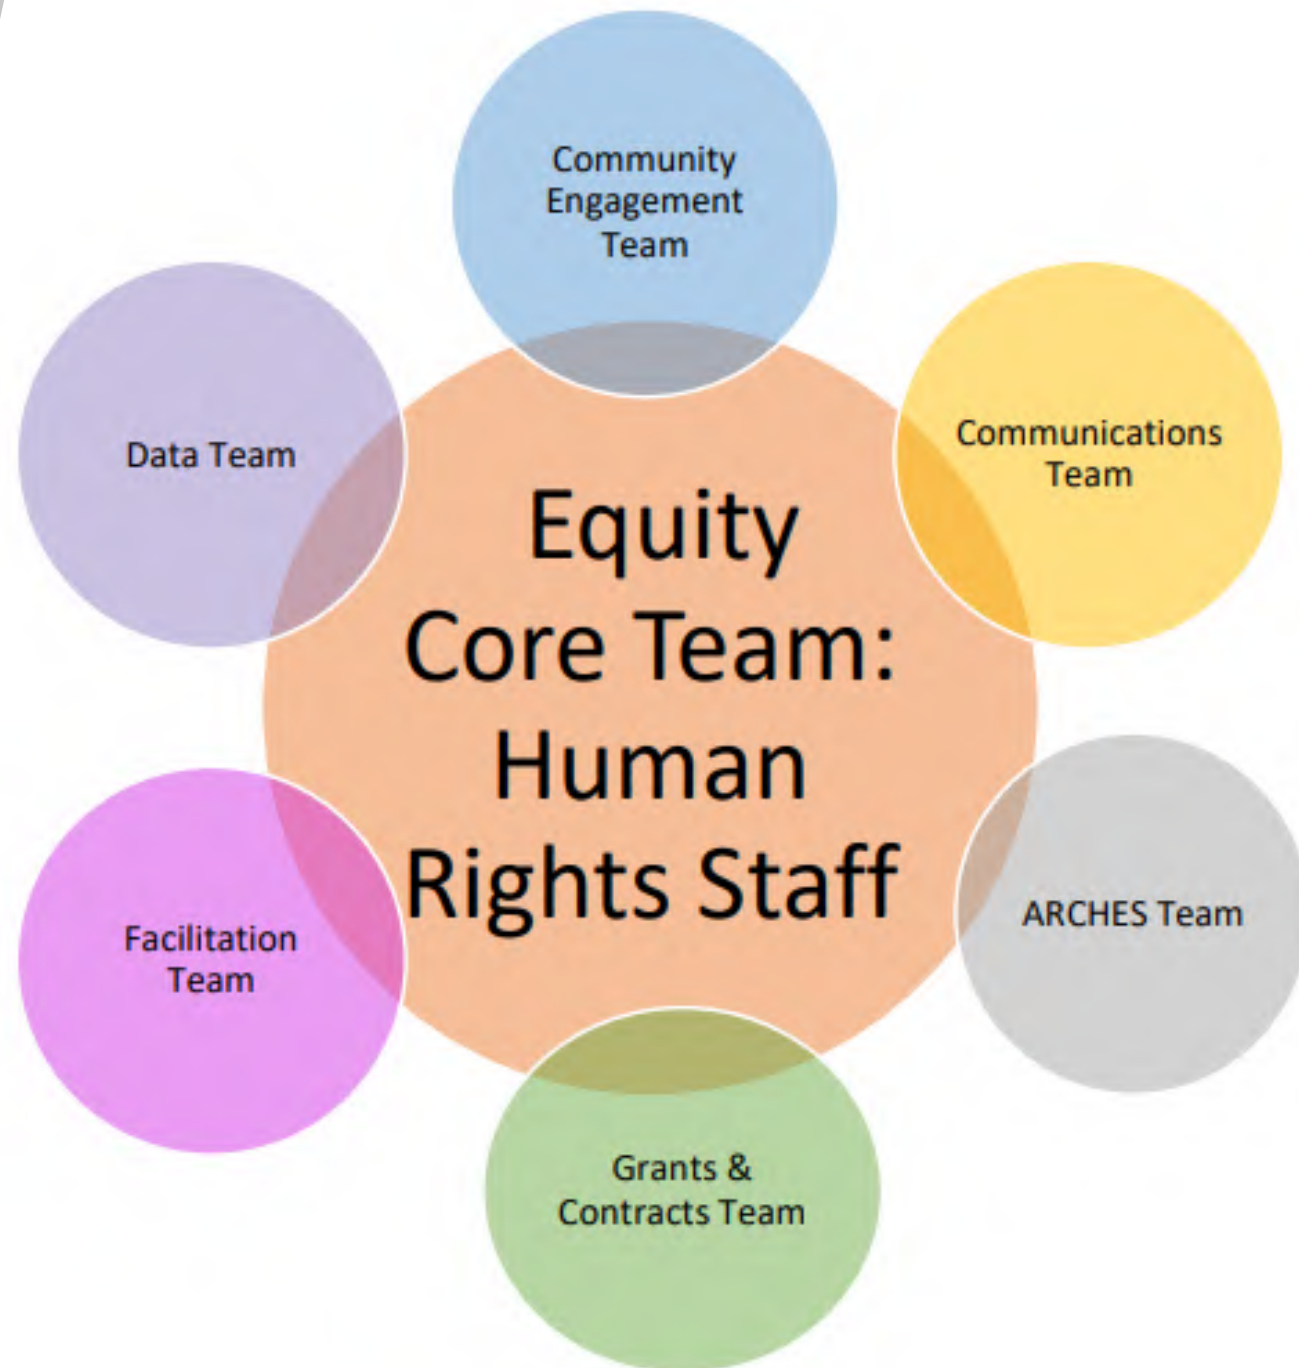 Community
Engagement
Team
Communications
Team
Data Team
Equity
Core Team:
Human
Rights Staff
ARCHES Team
Facilitation
Team
Grants &
Contracts Team